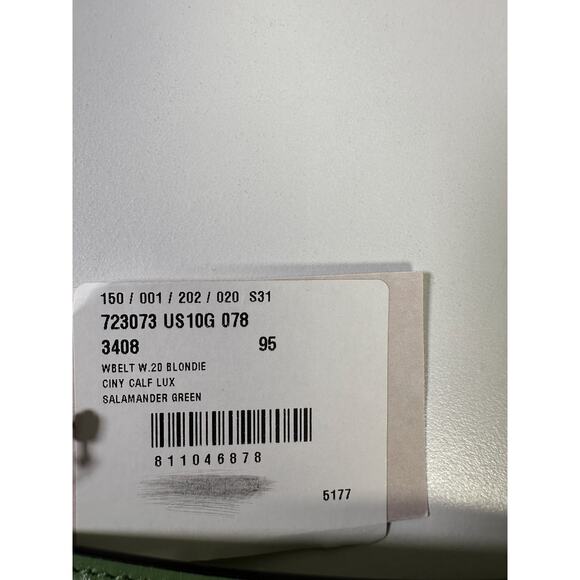 150 / 001 / 202 / 020 S31
723073 US10G 078
3408 95
WBELT W.20 BLONDIE
CINY CALF LUX
SALAMANDER GREEN
811046878
5177